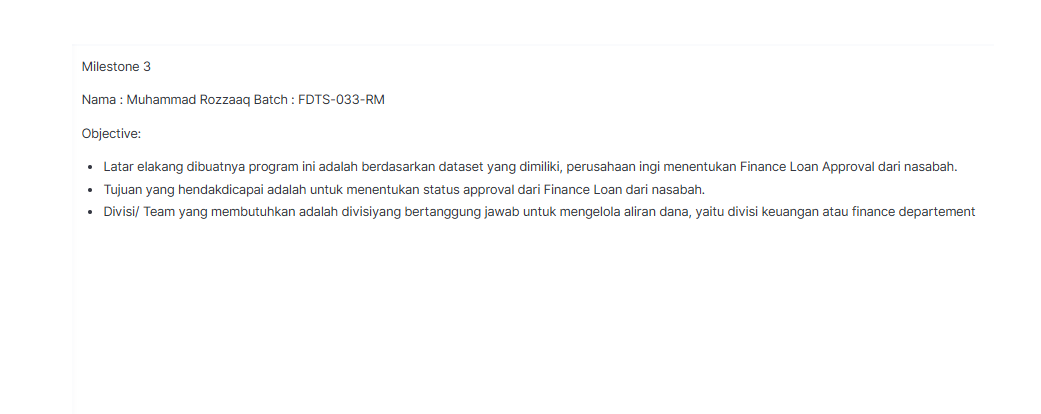 Milestone 3
Nama : Muhammad Rozzaaq Batch : FDTS-033-RM
Objective:
• Latar elakang dibuatnya program ini adalah berdasarkan dataset yang dimiliki, perusahaan ingi menentukan Finance Loan Approval dari nasabah.
• Tujuan yang hendakdicapai adalah untuk menentukan status approval dari Finance Loan dari nasabah.
• Divisi/ Team yang membutuhkan adalah divisiyang bertanggung jawab untuk mengelola aliran dana, yaitu divisi keuangan atau finance departement